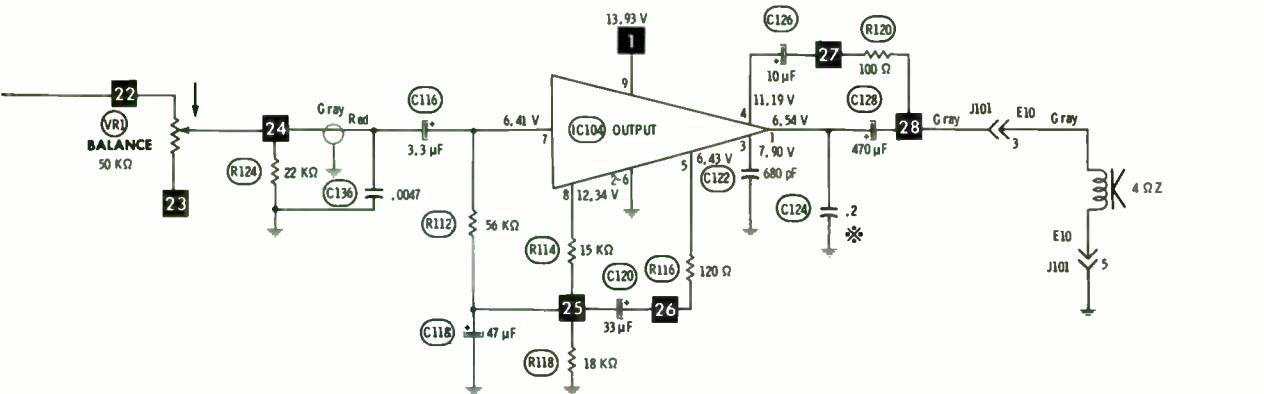 13.93 V
1
C126
27
R120
10 µF
100 Ω
22
VR1
BALANCE
50 KΩ
23
24
Gray
Red
C116
3.3 µF
6.41 V
7
9
IC104 OUTPUT
4
11.19 V
6.54 V
1
3
7.90 V
C128
470 µF
28
Gray
J101
E10
3
Gray
R124
22 KΩ
C136
.0047
8
12.34 V
2-6
5
6.43 V
C122
680 pF
C124
.2
※
4 Ω Z
R112
56 KΩ
R114
15 KΩ
C120
R116
120 Ω
E10
J101
5
25
33 µF
26
C118
47 µF
R118
18 KΩ